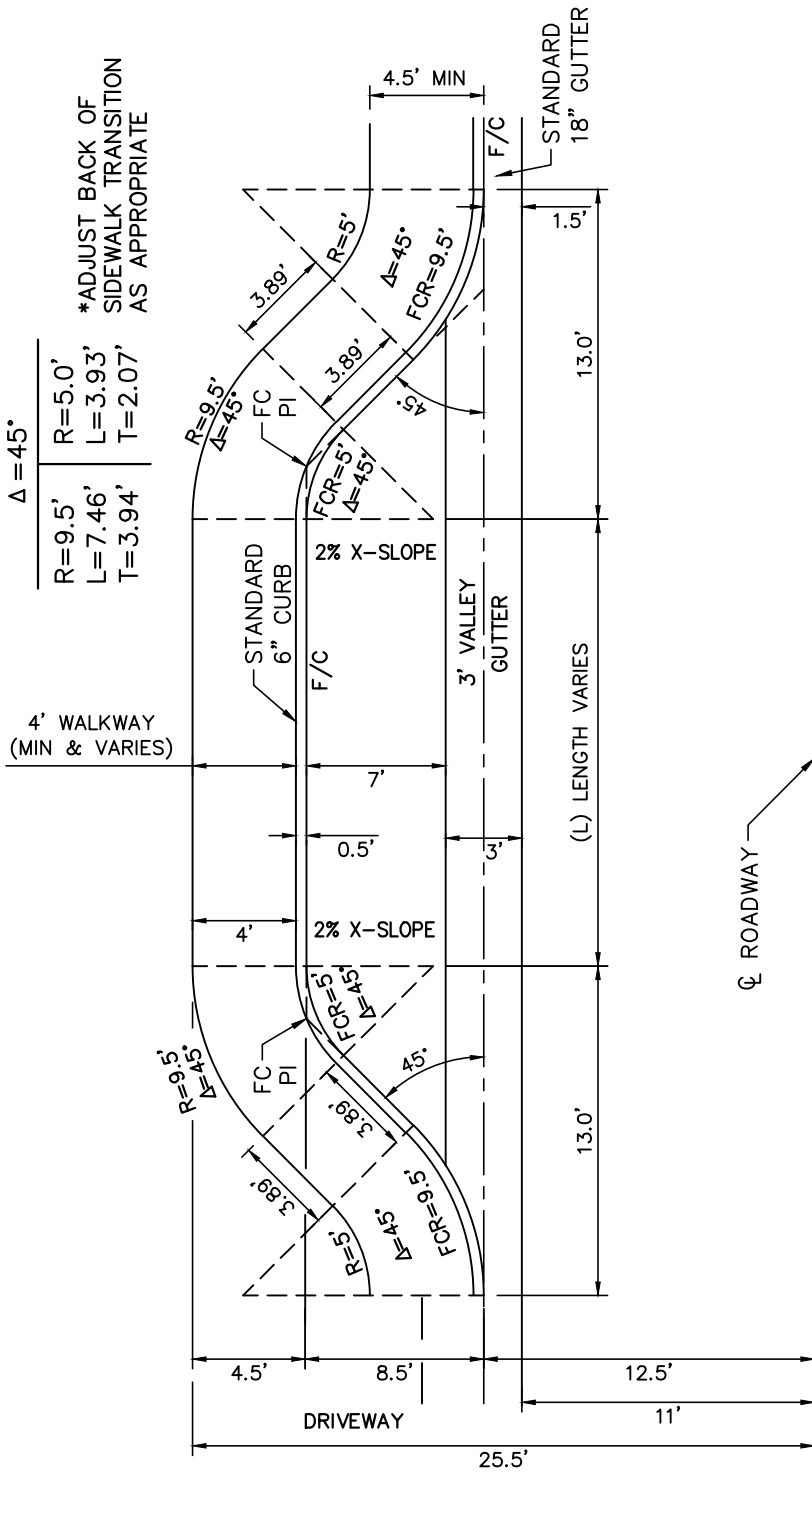 Δ=45°
R=9.5'
L=7.46'
T=3.94'
R=5.0'
L=3.93'
T=2.07'
*ADJUST BACK OF
SIDEWALK TRANSITION
AS APPROPRIATE
4.5' MIN
F/C
STANDARD
18" GUTTER
1.5'
R=5'
Δ=45°
FCR=9.5'
3.89'
3.89'
45°
13.0'
R=9.5'
Δ=45°
FC
PI
FCR=5'
Δ=45°
2% X-SLOPE
STANDARD
6" CURB
F/C
3' VALLEY
GUTTER
4' WALKWAY
(MIN & VARIES)
7'
0.5'
3'
(L) LENGTH VARIES
4'
2% X-SLOPE
℄ ROADWAY
R=9.5'
Δ=45°
FC
PI
FCR=5'
Δ=45°
45°
3.89'
3.89'
R=5'
Δ=45°
FCR=9.5'
13.0'
4.5'
8.5'
12.5'
DRIVEWAY
11'
25.5'